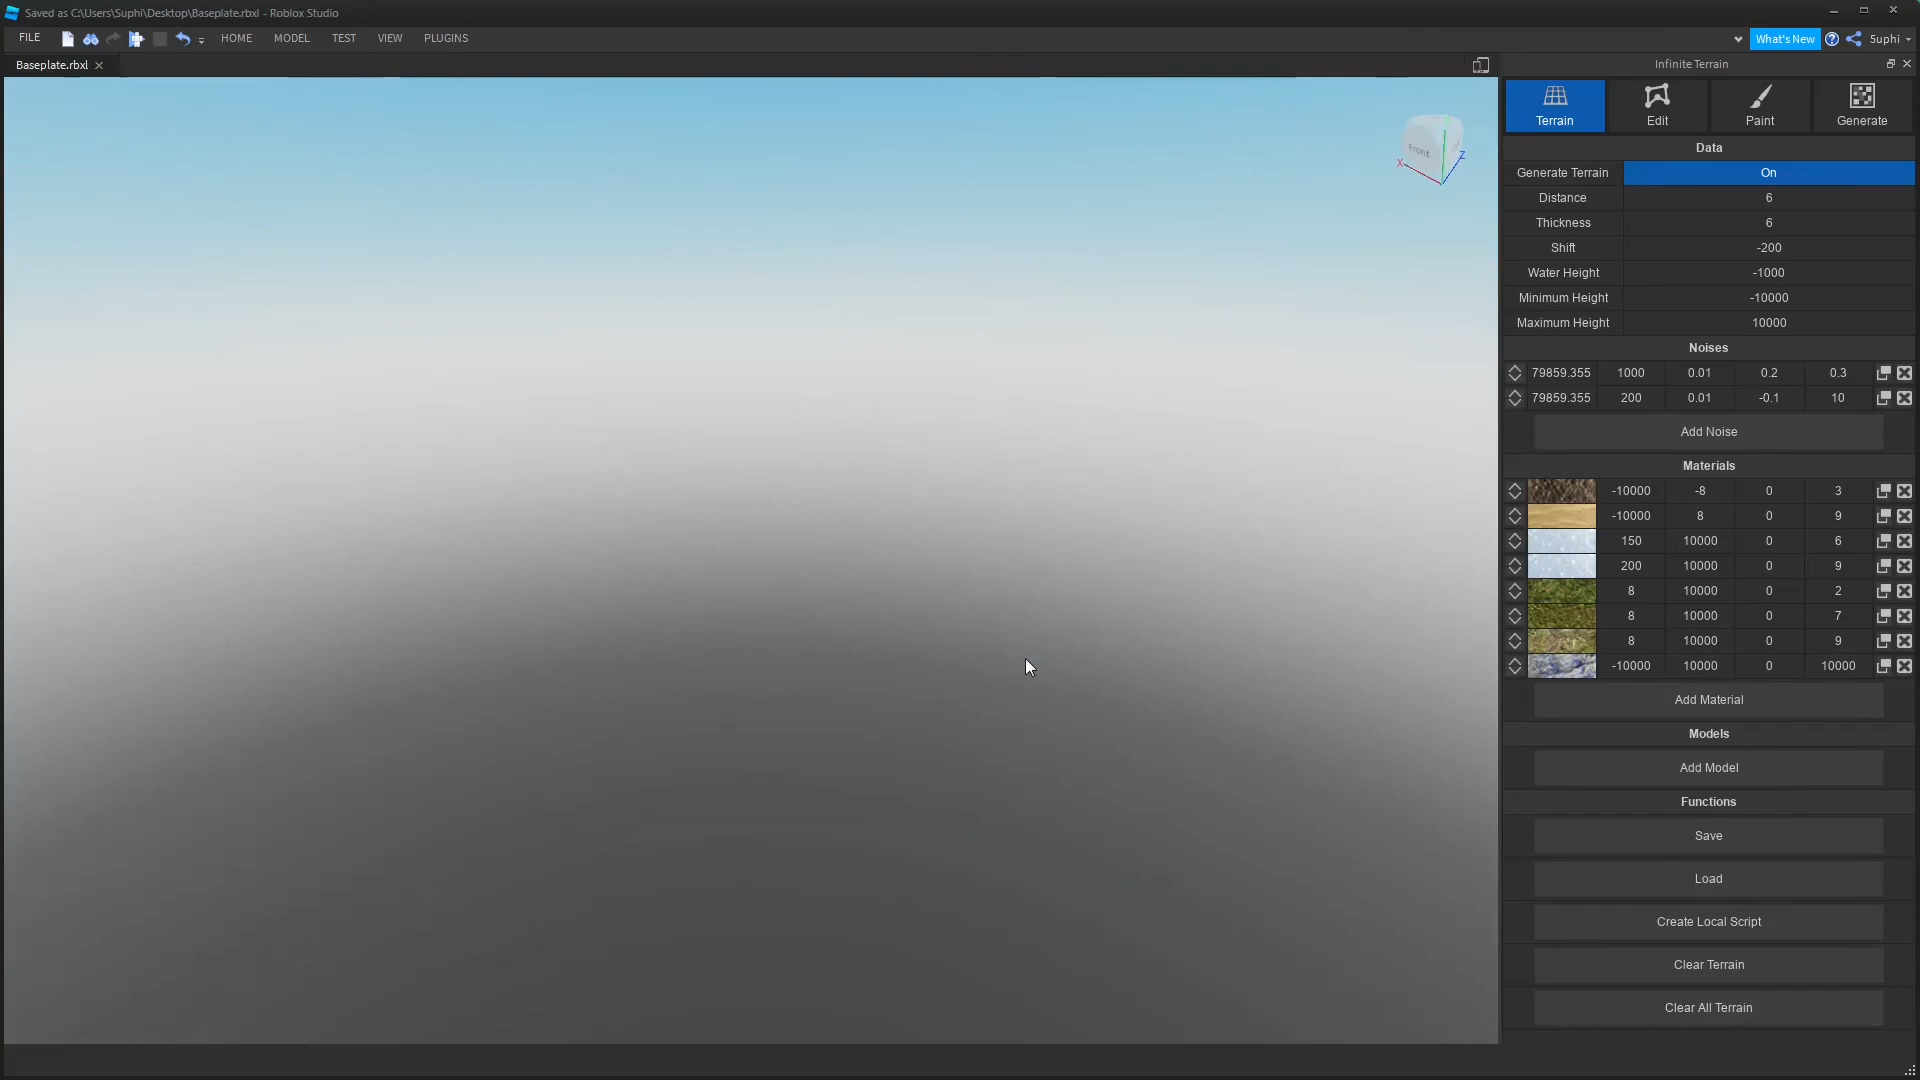 Saved as C:\Users\Suphi\Desktop\Baseplate.rbxl - Roblox Studio
FILE HOME MODEL TEST VIEW PLUGINS What's New 5uphi
Baseplate.rbxl
Infinite Terrain
Terrain Edit Paint Generate
Front
X Z
Data
Generate Terrain On
Distance 6
Thickness 6
Shift -200
Water Height -1000
Minimum Height -10000
Maximum Height 10000
Noises
79859.355 1000 0.01 0.2 0.3
79859.355 200 0.01 -0.1 10
Add Noise
Materials
-10000 -8 0 3
-10000 8 0 9
150 10000 0 6
200 10000 0 9
8 10000 0 2
8 10000 0 7
8 10000 0 9
-10000 10000 0 10000
Add Material
Models
Add Model
Functions
Save
Load
Create Local Script
Clear Terrain
Clear All Terrain